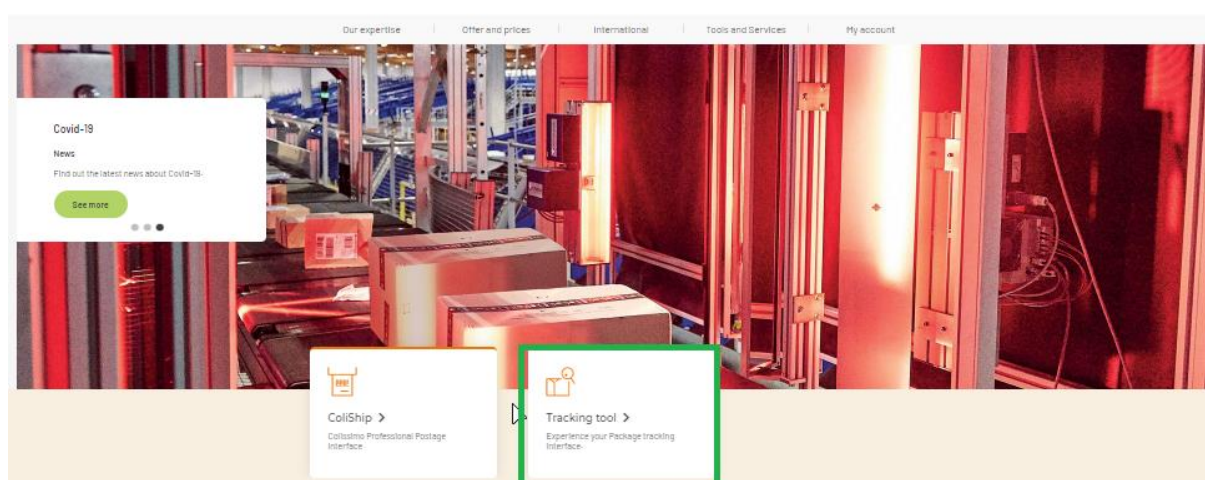 Our expertise
Offer and prices
International
Tools and Services
My account
Covid-19
News
Find out the latest news about Covid-19.
See more
ColiShip >
Colissimo Professional Postage
Interface
Tracking tool >
Experience your Package tracking
Interface.